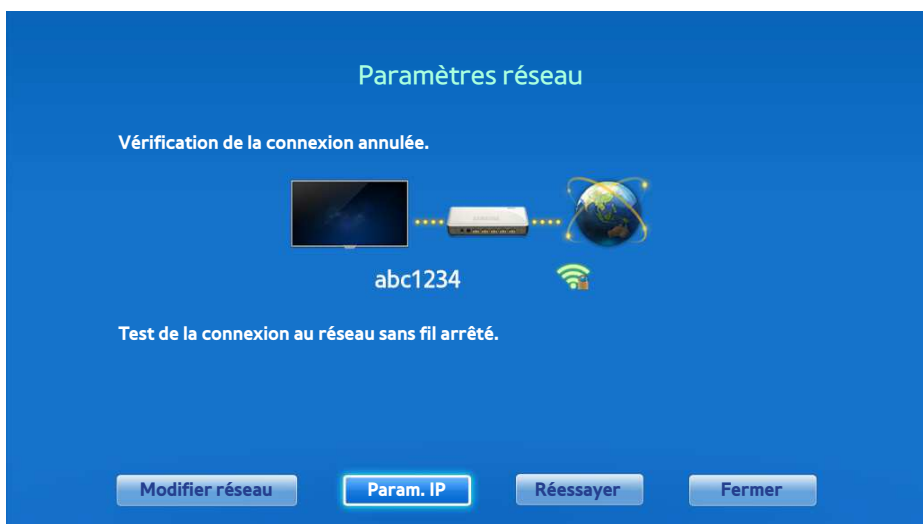 Paramètres réseau
Vérification de la connexion annulée.
abc1234
Test de la connexion au réseau sans fil arrêté.
Modifier réseau Param. IP Réessayer Fermer